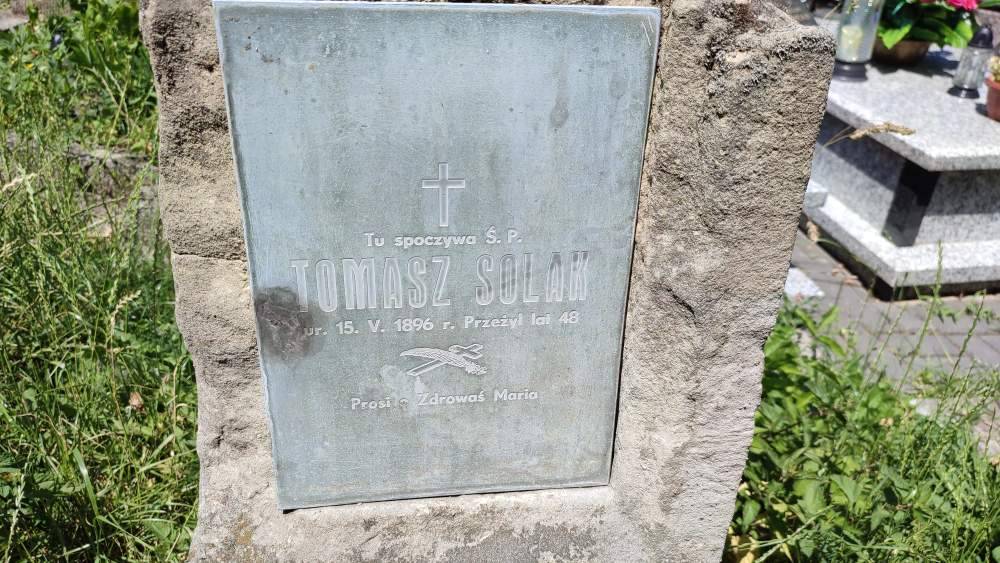 Tu spoczywa Ś. P.
TOMASZ SOLAK
ur. 15. V. 1896 r. Przeżył lat 48
Prosi o Zdrowaś Maria